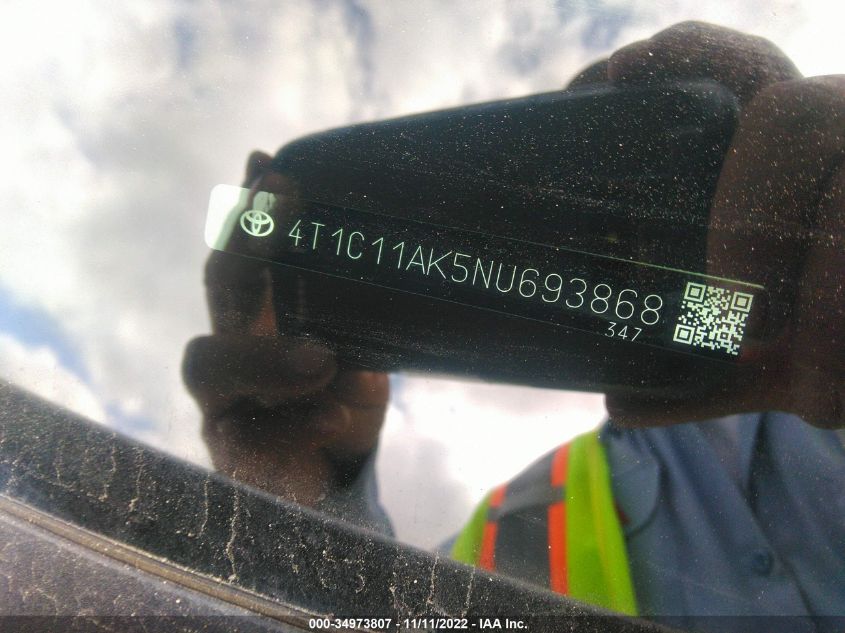 4T1C11AK5NU693868
347
000-34973807 - 11/11/2022 - IAA Inc.